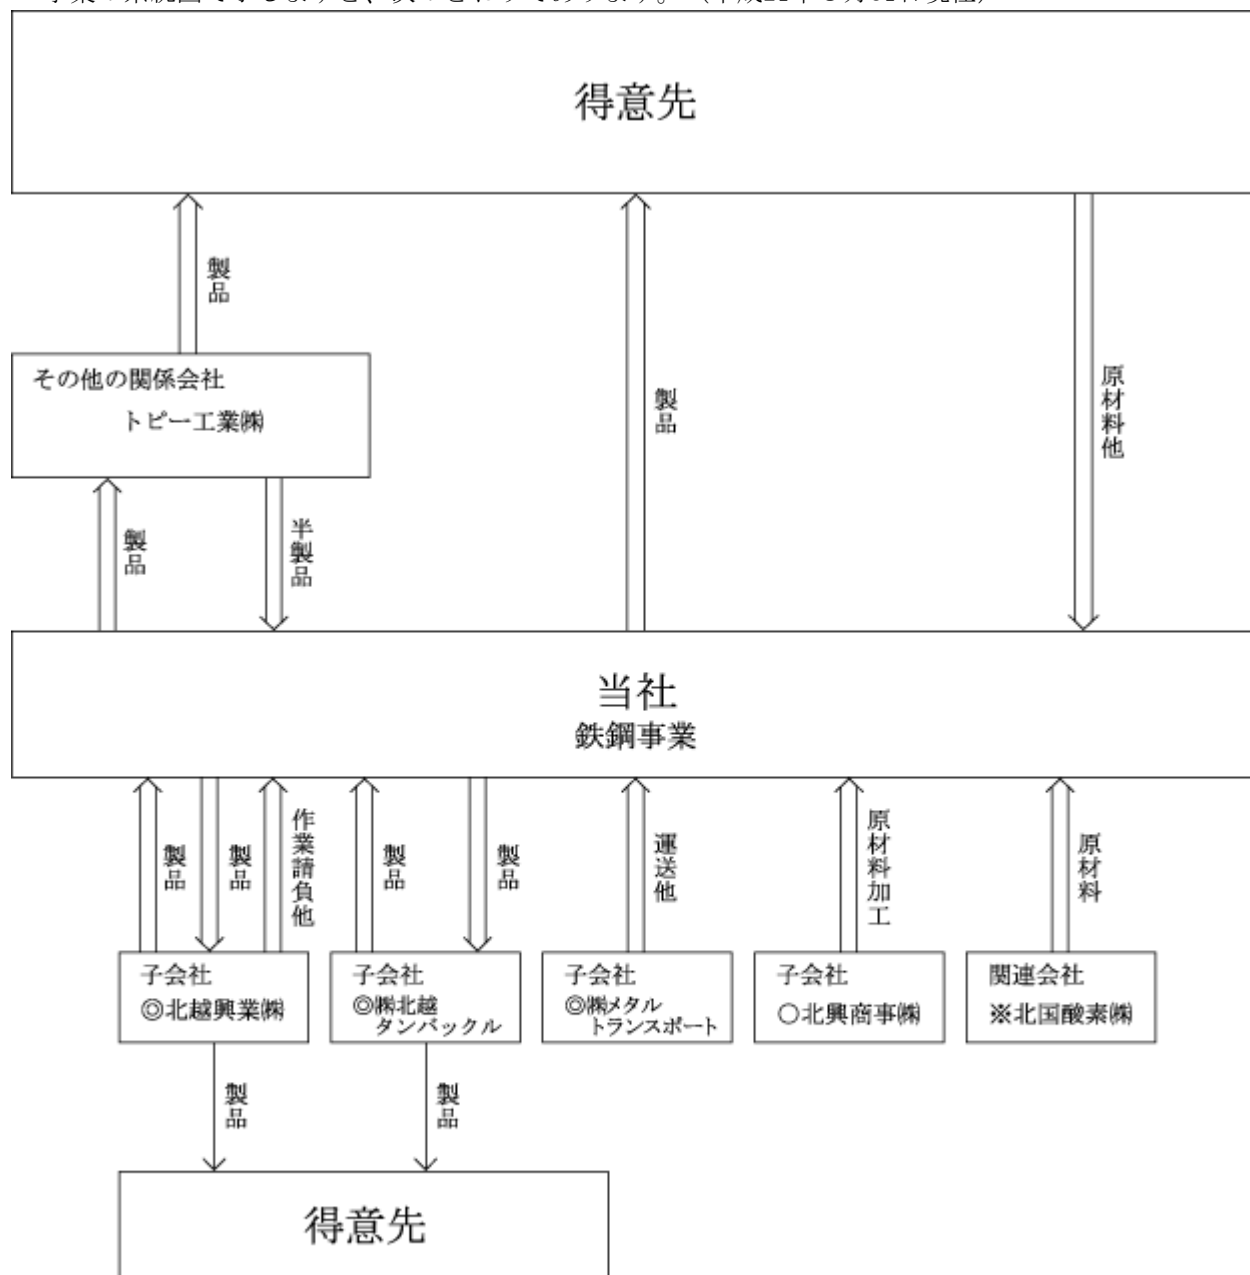 得意先
製品
その他の関係会社
トピー工業㈱
製品
原材料他
製品
半製品
当社
鉄鋼事業
製品
製品
作業請負他
製品
製品
運送他
原材料加工
原材料
子会社
◎北越興業㈱
子会社
◎㈱北越
タンバックル
子会社
◎㈱メタル
トランスポート
子会社
○北興商事㈱
関連会社
※北国酸素㈱
製品
製品
得意先